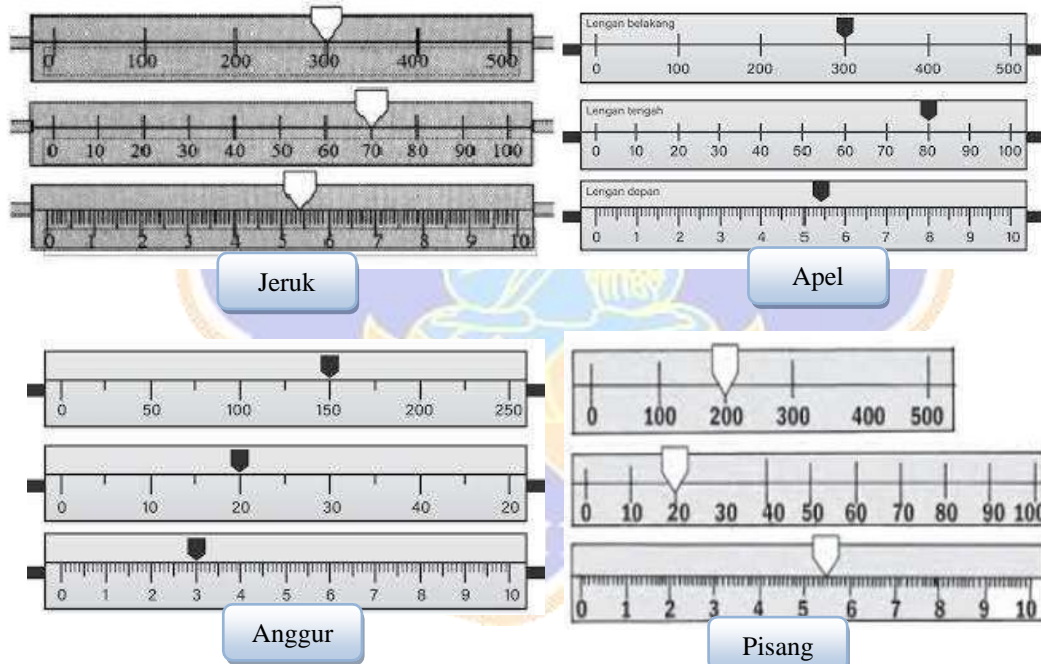 0 100 200 300 400 500
0 10 20 30 40 50 60 70 80 90 100
0 1 2 3 4 5 6 7 8 9 10
Jeruk
Lengan belakang
0 100 200 300 400 500
Lengan tengah
0 10 20 30 40 50 60 70 80 90 100
Lengan depan
0 1 2 3 4 5 6 7 8 9 10
Apel
0 50 100 150 200 250
0 10 20 30 40 20
0 1 2 3 4 5 6 7 8 9 10
Anggur
0 100 200 300 400 500
0 10 20 30 40 50 60 70 80 90 100
0 1 2 3 4 5 6 7 8 9 10
Pisang